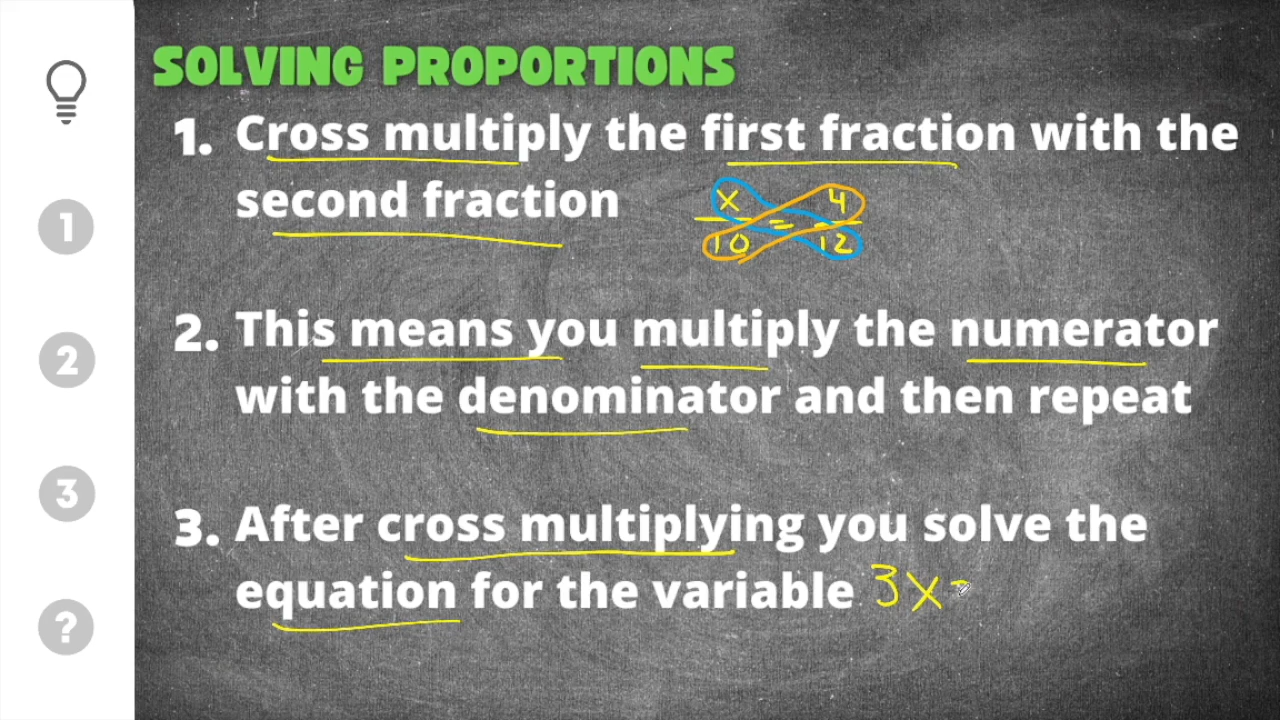 SOLVING PROPORTIONS
1. Cross multiply the first fraction with the
second fraction
x/10 = 4/12
2. This means you multiply the numerator
with the denominator and then repeat
3. After cross multiplying you solve the
equation for the variable 3x=
1
2
3
?